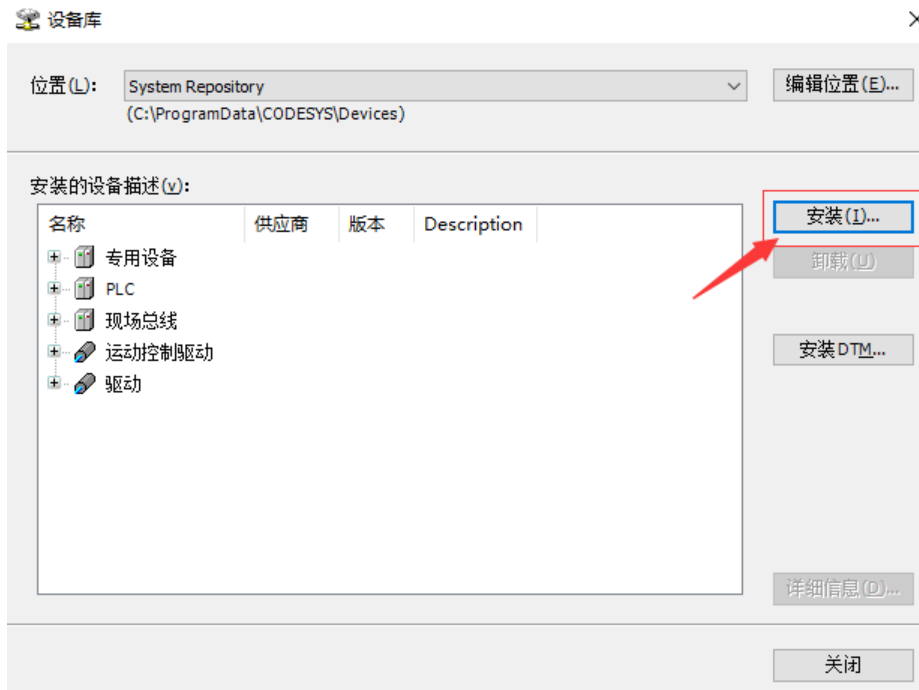 设备库
位置(L): System Repository 编辑位置(E)...
(C:\ProgramData\CODESYS\Devices)
安装的设备描述(v):
名称 供应商 版本 Description
安装(I)...
专用设备
卸载(U)
PLC
现场总线
运动控制驱动
安装DTM...
驱动
详细信息(D)...
关闭